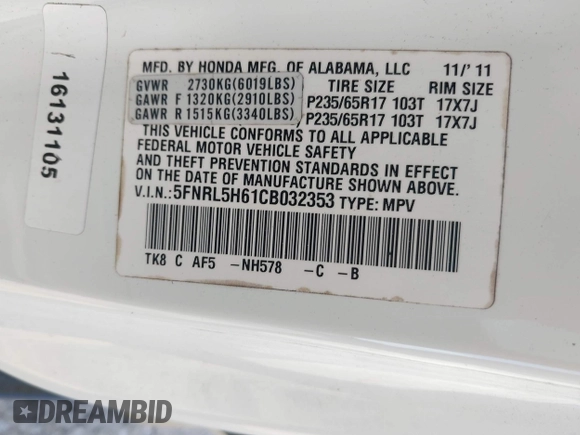 MFD. BY HONDA MFG. OF ALABAMA, LLC 11/'11
GVWR 2730KG(6019LBS) TIRE SIZE RIM SIZE
GAWR F 1320KG(2910LBS) P235/65R17 103T 17X7J
GAWR R 1515KG(3340LBS) P235/65R17 103T 17X7J
THIS VEHICLE CONFORMS TO ALL APPLICABLE
FEDERAL MOTOR VEHICLE SAFETY
AND THEFT PREVENTION STANDARDS IN EFFECT
ON THE DATE OF MANUFACTURE SHOWN ABOVE.
V.I.N.:5FNRL5H61CB032353 TYPE: MPV
TK8 C AF5 -NH578 -C -B
16131105
DREAMBID